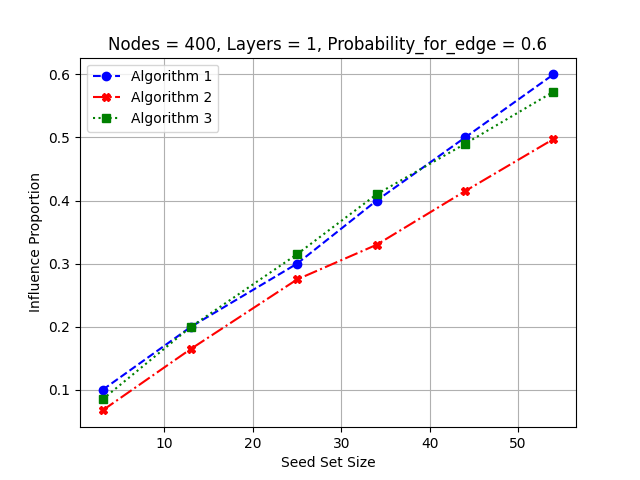 Nodes = 400, Layers = 1, Probability_for_edge = 0.6
Algorithm 1
Algorithm 2
Algorithm 3
0.6
0.5
0.4
0.3
0.2
0.1
Influence Proportion
10 20 30 40 50
Seed Set Size